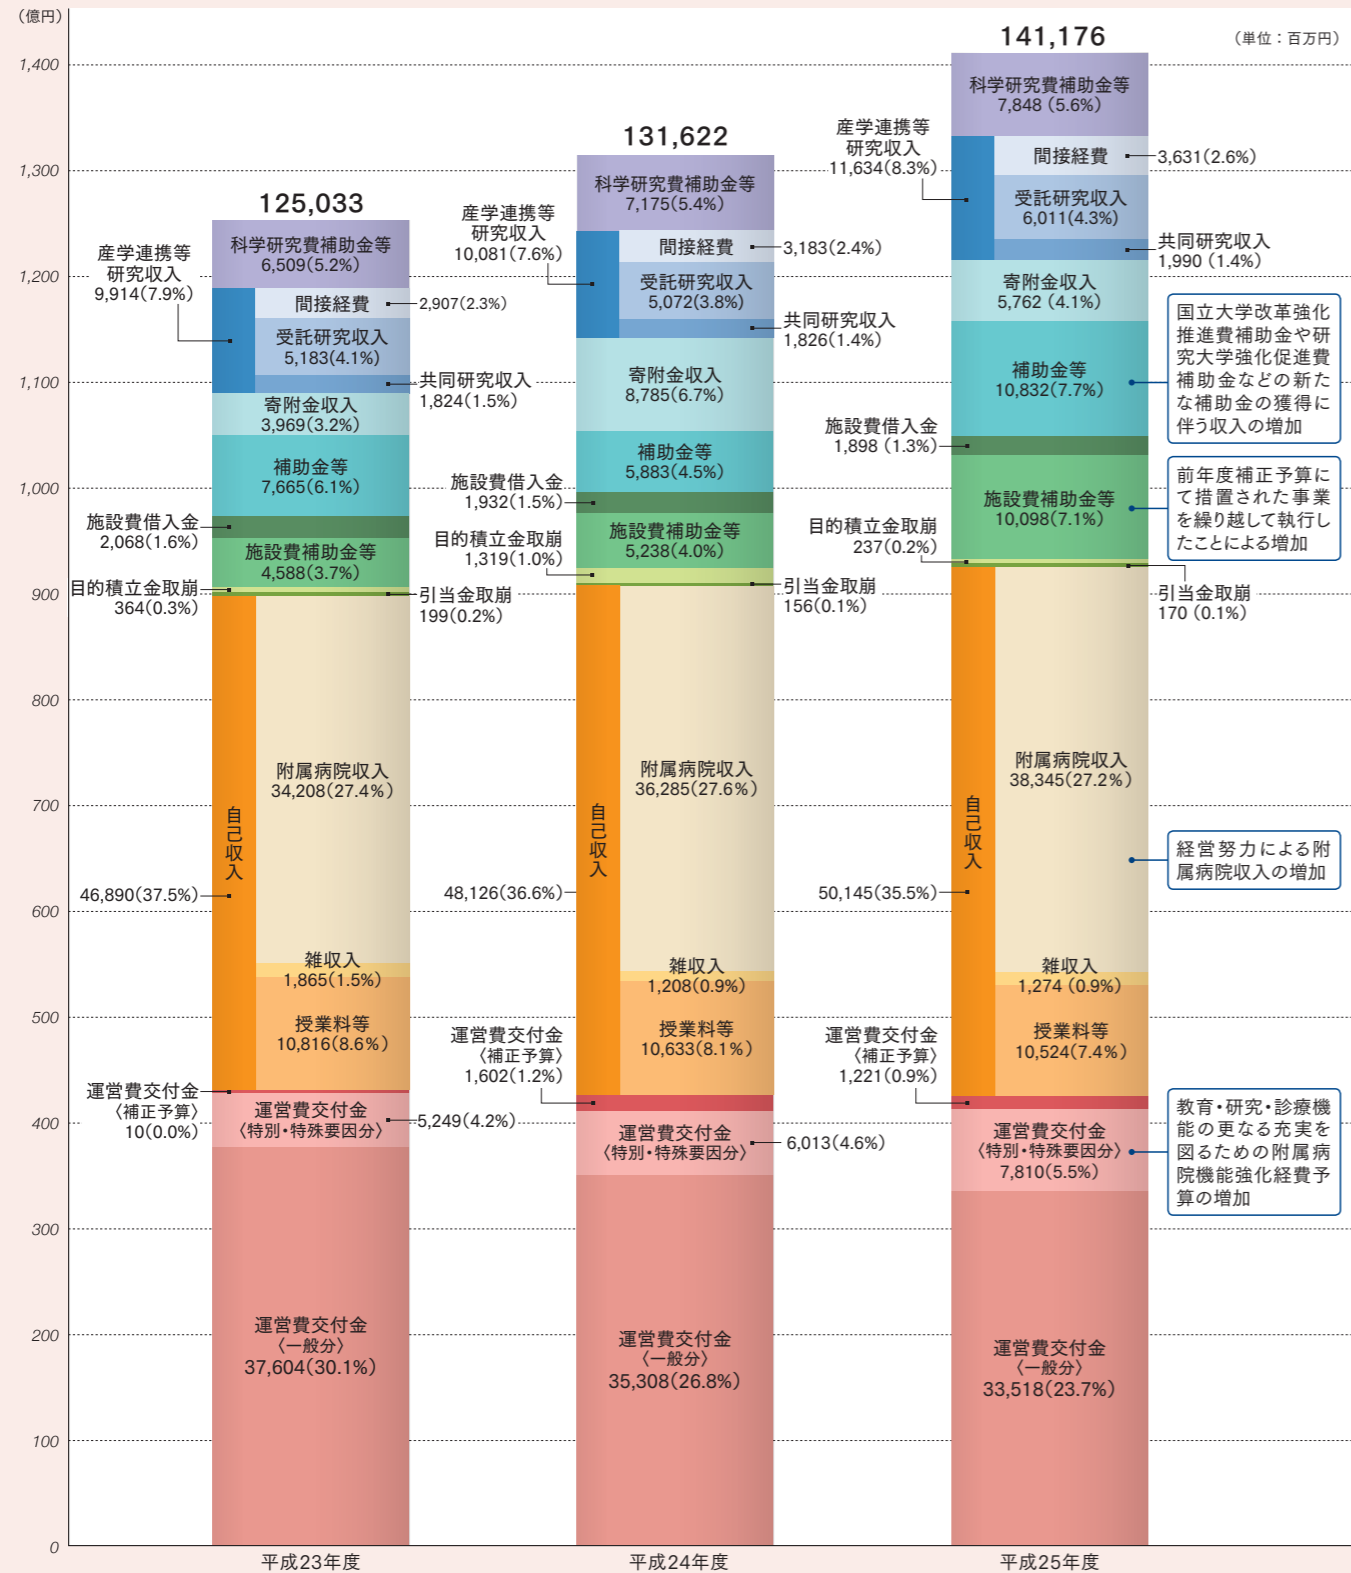 (億円)
(単位：百万円)
1,400
1,300
1,200
1,100
1,000
900
800
700
600
500
400
300
200
100
0
125,033
科学研究費補助金等
6,509(5.2%)
産学連携等
研究収入
9,914(7.9%)
間接経費
2,907(2.3%)
受託研究収入
5,183(4.1%)
共同研究収入
1,824(1.5%)
寄附金収入
3,969(3.2%)
補助金等
7,665(6.1%)
施設費借入金
2,068(1.6%)
施設費補助金等
4,588(3.7%)
目的積立金取崩
364(0.3%)
引当金取崩
199(0.2%)
自己収入
46,890(37.5%)
附属病院収入
34,208(27.4%)
雑収入
1,865(1.5%)
授業料等
10,816(8.6%)
運営費交付金
〈補正予算〉
10(0.0%)
運営費交付金
〈特別・特殊要因分〉
5,249(4.2%)
運営費交付金
〈一般分〉
37,604(30.1%)
平成23年度
131,622
科学研究費補助金等
7,175(5.4%)
産学連携等
研究収入
10,081(7.6%)
間接経費
3,183(2.4%)
受託研究収入
5,072(3.8%)
共同研究収入
1,826(1.4%)
寄附金収入
8,785(6.7%)
補助金等
5,883(4.5%)
施設費借入金
1,932(1.5%)
施設費補助金等
5,238(4.0%)
目的積立金取崩
1,319(1.0%)
引当金取崩
156(0.1%)
自己収入
48,126(36.6%)
附属病院収入
36,285(27.6%)
雑収入
1,208(0.9%)
授業料等
10,633(8.1%)
運営費交付金
〈補正予算〉
1,602(1.2%)
運営費交付金
〈特別・特殊要因分〉
6,013(4.6%)
運営費交付金
〈一般分〉
35,308(26.8%)
平成24年度
141,176
科学研究費補助金等
7,848 (5.6%)
産学連携等
研究収入
11,634(8.3%)
間接経費
3,631(2.6%)
受託研究収入
6,011(4.3%)
共同研究収入
1,990 (1.4%)
寄附金収入
5,762 (4.1%)
補助金等
10,832(7.7%)
施設費借入金
1,898 (1.3%)
施設費補助金等
10,098(7.1%)
目的積立金取崩
237(0.2%)
引当金取崩
170 (0.1%)
自己収入
50,145(35.5%)
附属病院収入
38,345(27.2%)
雑収入
1,274 (0.9%)
授業料等
10,524(7.4%)
運営費交付金
〈補正予算〉
1,221(0.9%)
運営費交付金
〈特別・特殊要因分〉
7,810(5.5%)
運営費交付金
〈一般分〉
33,518(23.7%)
平成25年度
国立大学改革強化
推進費補助金や研
究大学強化促進費
補助金などの新た
な補助金の獲得に
伴う収入の増加
前年度補正予算に
て措置された事業
を繰り越して執行し
たことによる増加
経営努力による附
属病院収入の増加
教育・研究・診療機
能の更なる充実を
図るための附属病
院機能強化経費予
算の増加